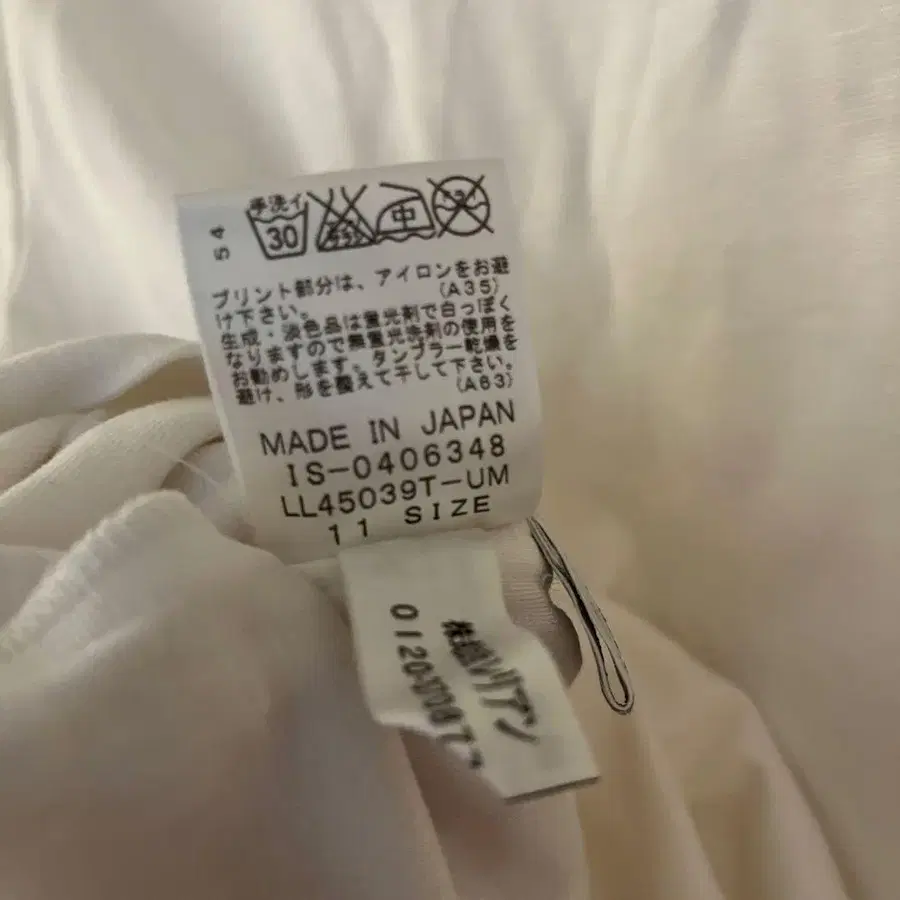 54
手洗イ
30
中
プリント部分は、アイロンをお避
け下さい。 (A35)
生成・淡色品は蛍光剤で白っぽく
なりますので無蛍光洗剤の使用を
お勧めします。タンブラー乾燥を
避け、形を整えて干して下さい。
(A63)
MADE IN JAPAN
IS-0406348
LL45039T-UM
11 SIZE